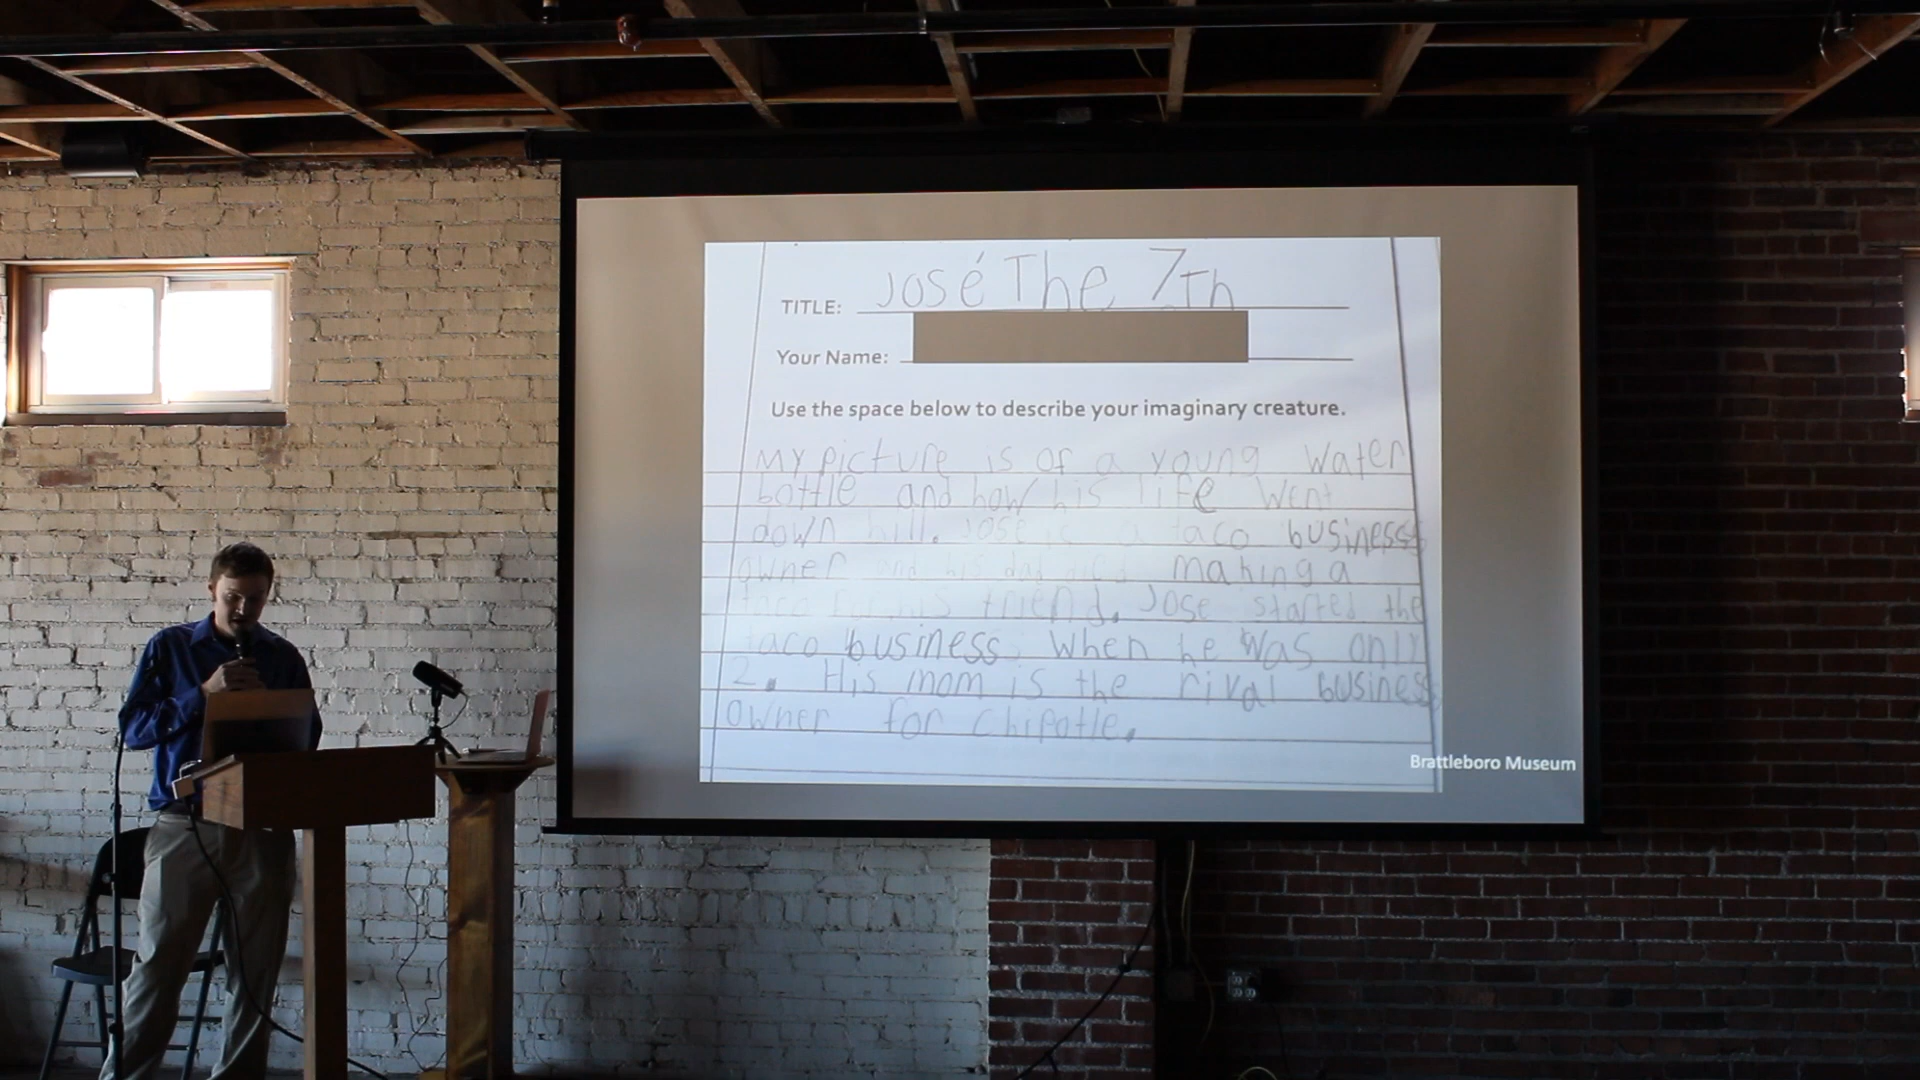 TITLE: José The 7Th
Your Name:
Use the space below to describe your imaginary creature.
My picture is of a young water
bottle and how his life went
down hill. Jose is a taco business
owner and his dad died making a
taco for his friend. Jose started the
taco business when he was only
2. His mom is the rival business
owner for Chipotle.
Brattleboro Museum